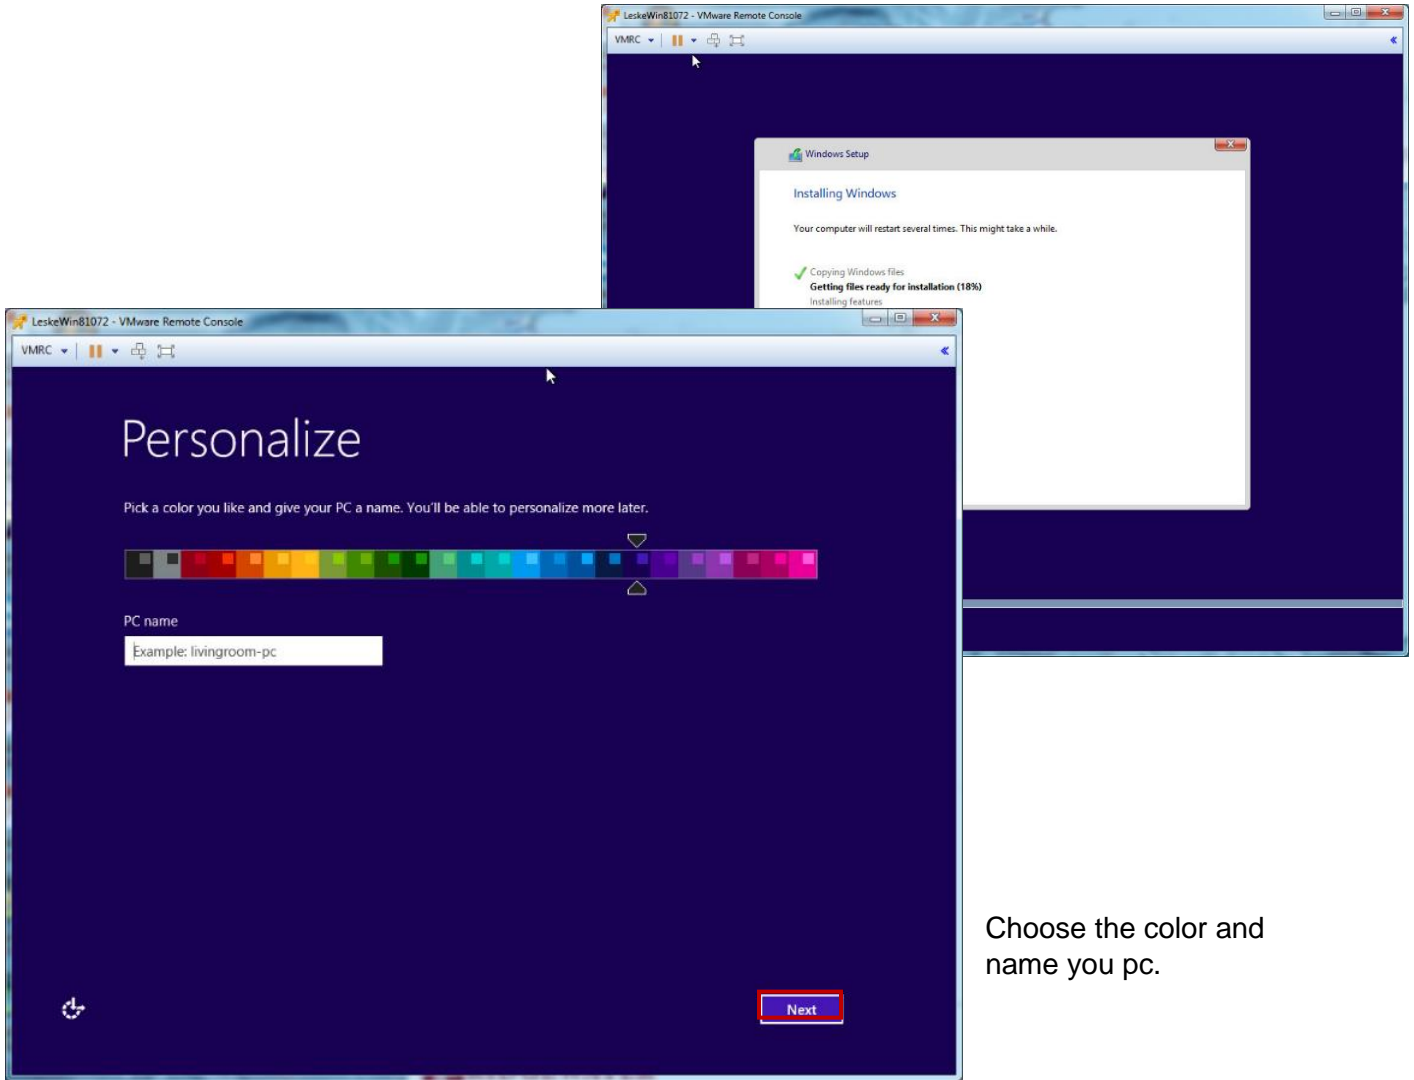 LeskeWin81072 - VMware Remote Console
VMRC
Windows Setup
Installing Windows
Your computer will restart several times. This might take a while.
Copying Windows files
Getting files ready for installation (18%)
Installing features
LeskeWin81072 - VMware Remote Console
VMRC
Personalize
Pick a color you like and give your PC a name. You'll be able to personalize more later.
PC name
Example: livingroom-pc
Choose the color and
name you pc.
Next